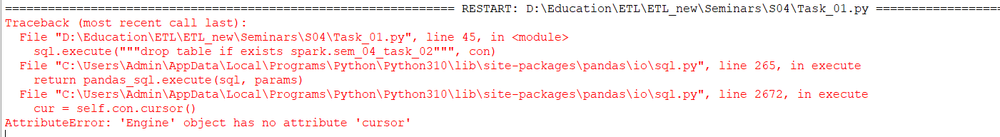 =============================================================== RESTART: D:\Education\ETL\ETL_new\Seminars\S04\Task_01.py ==================
Traceback (most recent call last):
  File "D:\Education\ETL\ETL_new\Seminars\S04\Task_01.py", line 45, in <module>
    sql.execute("""drop table if exists spark.sem_04_task_02""", con)
  File "C:\Users\Admin\AppData\Local\Programs\Python\Python310\lib\site-packages\pandas\io\sql.py", line 265, in execute
    return pandas_sql.execute(sql, params)
  File "C:\Users\Admin\AppData\Local\Programs\Python\Python310\lib\site-packages\pandas\io\sql.py", line 2672, in execute
    cur = self.con.cursor()
AttributeError: 'Engine' object has no attribute 'cursor'